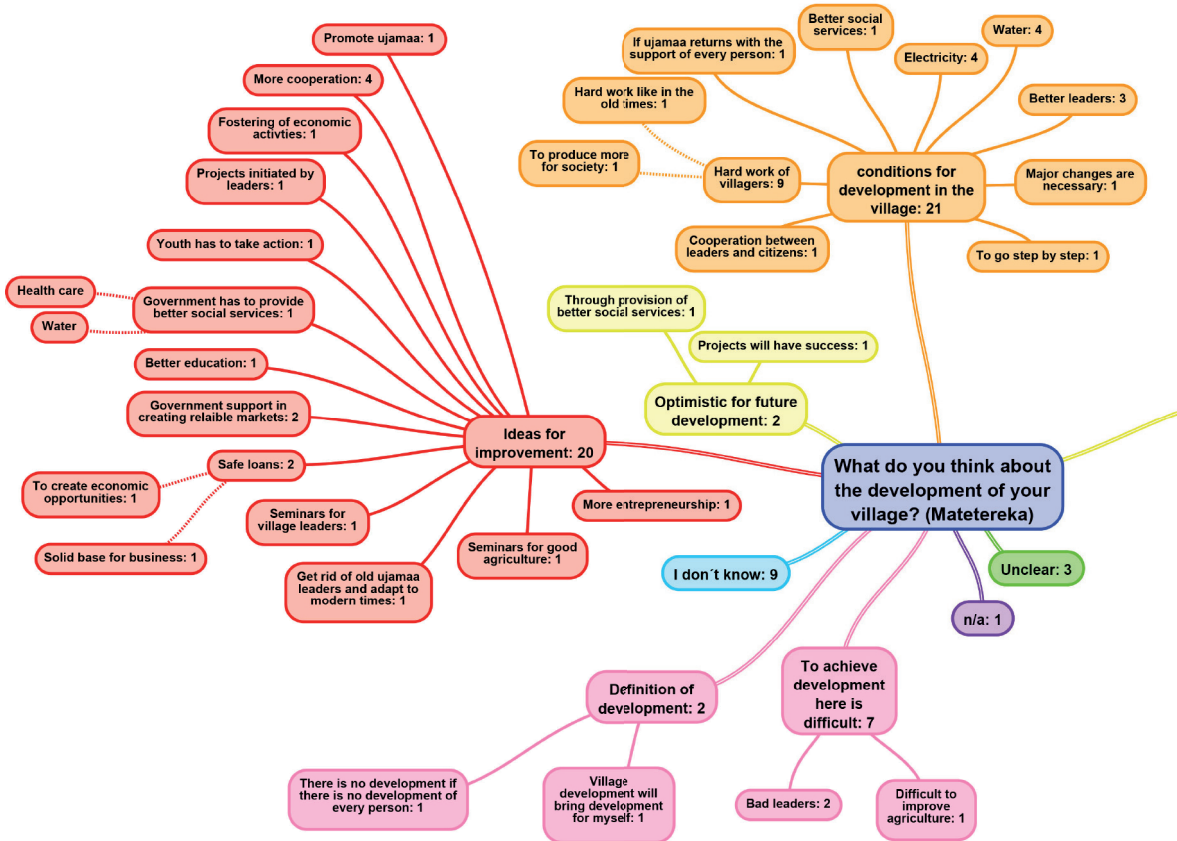 Promote ujamaa: 1
More cooperation: 4
Fostering of economic
activties: 1
Projects initiated by
leaders: 1
Youth has to take action: 1
Health care
Water
Government has to provide
better social services: 1
Better education: 1
Government support in
creating relaible markets: 2
Safe loans: 2
To create economic
opportunities: 1
Solid base for business: 1
Seminars for
village leaders: 1
Get rid of old ujamaa
leaders and adapt to
modern times: 1
Seminars for good
agriculture: 1
More entrepreneurship: 1
Ideas for
improvement: 20
If ujamaa returns with the
support of every person: 1
Better social
services: 1
Water: 4
Electricity: 4
Better leaders: 3
Hard work like in the
old times: 1
To produce more
for society: 1
Hard work of
villagers: 9
conditions for
development in the
village: 21
Major changes are
necessary: 1
Cooperation between
leaders and citizens: 1
To go step by step: 1
Through provision of
better social services: 1
Projects will have success: 1
Optimistic for future
development: 2
What do you think about
the development of your
village? (Matetereka)
I don´t know: 9
Unclear: 3
n/a: 1
Definition of
development: 2
To achieve
development
here is
difficult: 7
There is no development if
there is no development of
every person: 1
Village
development will
bring development
for myself: 1
Bad leaders: 2
Difficult to
improve
agriculture: 1